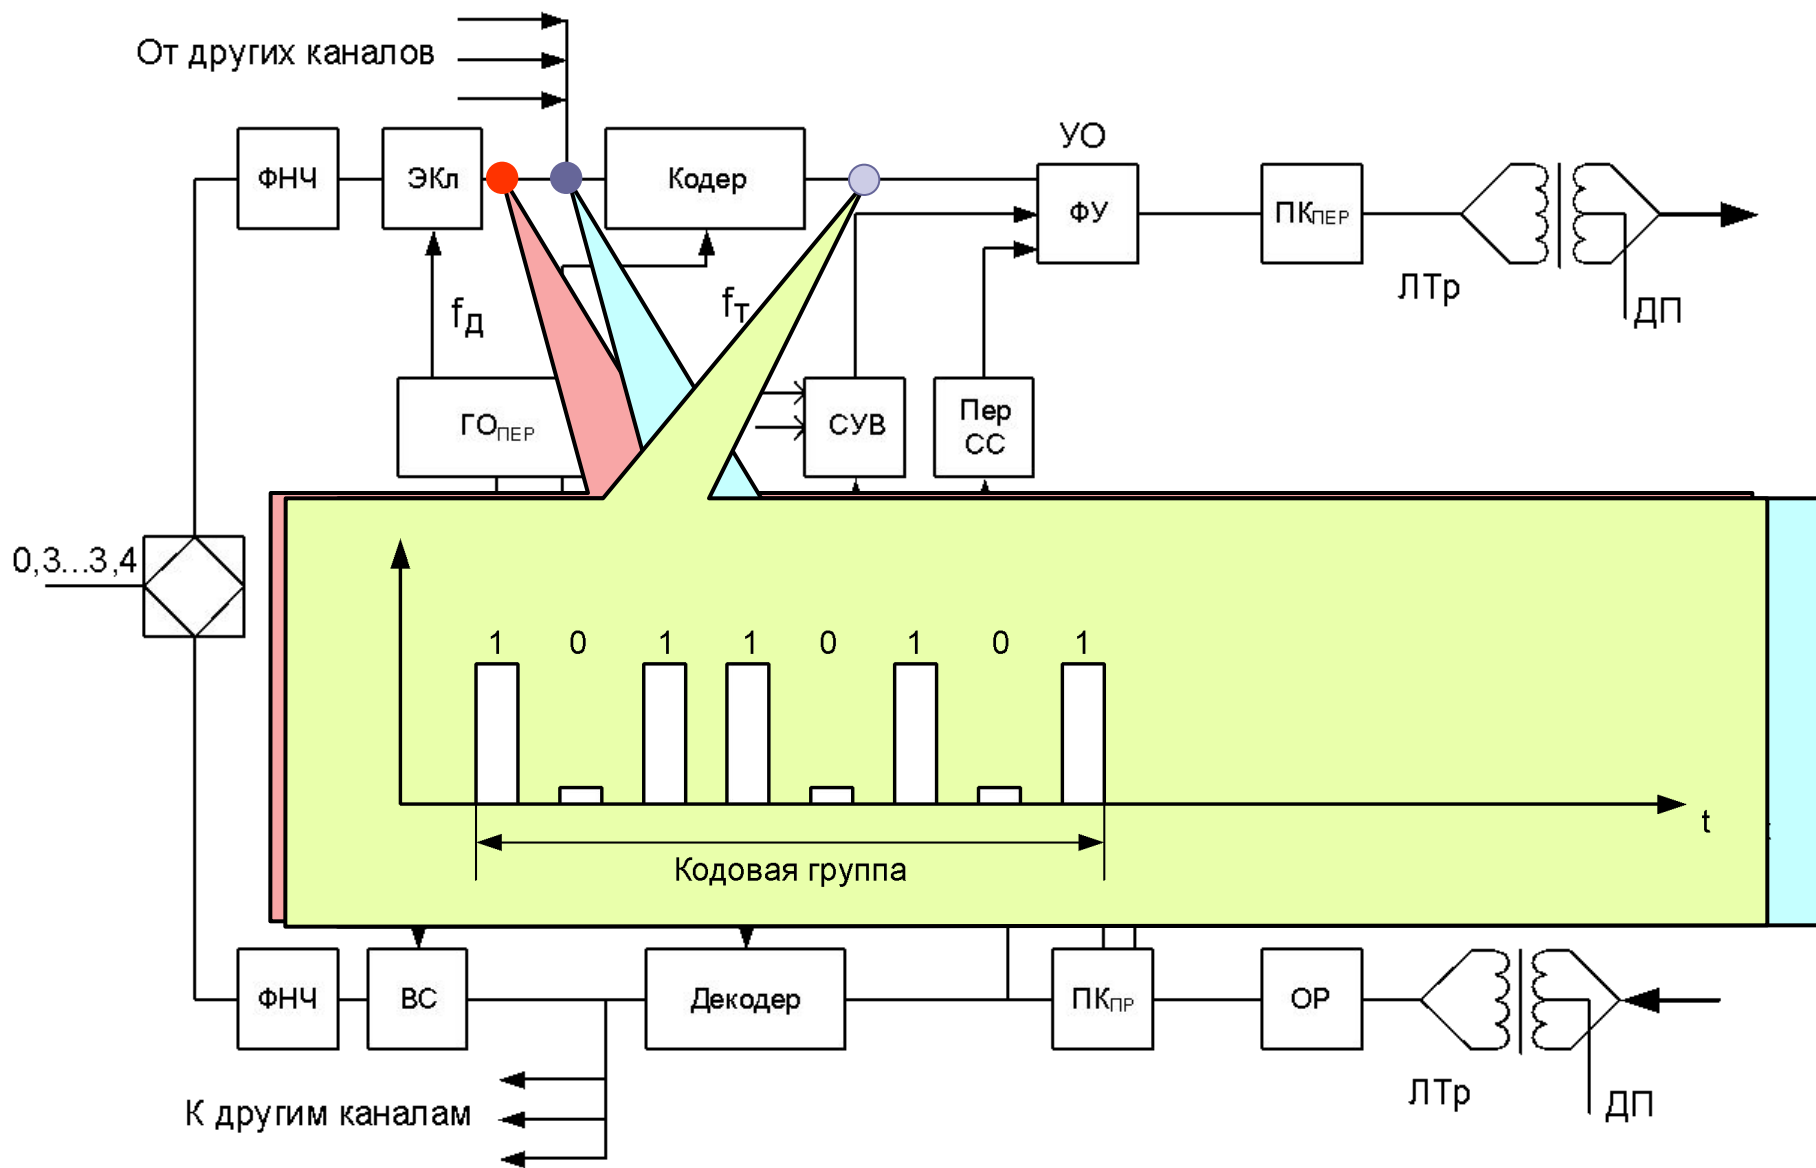 От других каналов
УО
ФНЧ
ЭКл
Кодер
ФУ
ПКПЕР
ЛТр
ДП
fД
fТ
ГОПЕР
СУВ
Пер
СС
0,3...3,4
1 0 1 1 0 1 0 1
t
Кодовая группа
ФНЧ
ВС
Декодер
ПКПР
ОР
ЛТр
ДП
К другим каналам